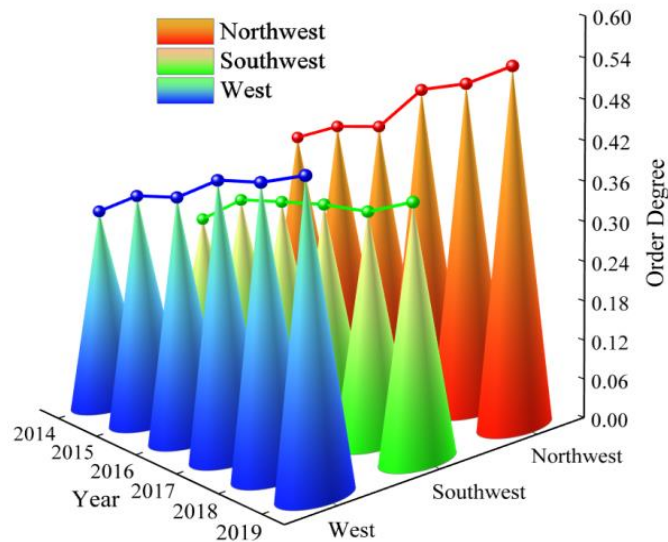 Northwest
Southwest
West
0.60
0.54
0.48
0.42
0.36
0.30
0.24
0.18
0.12
0.06
0.00
Order Degree
2014
2015
2016
2017
2018
2019
Year
West
Southwest
Northwest